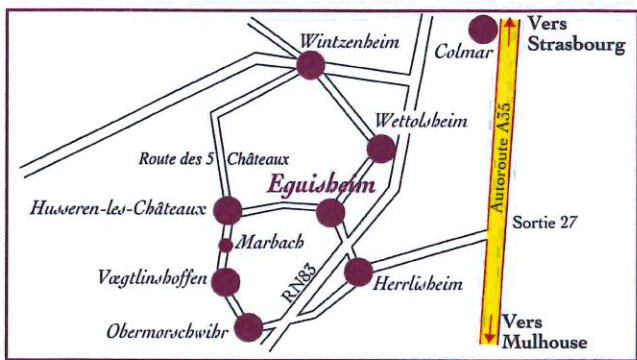 Vers
Strasbourg
Wintzenheim
Colmar
Wettolsheim
Autoroute A35
Route des 5 Châteaux
Eguisheim
Husseren-les-Châteaux
Sortie 27
Marbach
RN83
Vœgtlinshoffen
Herrlisheim
Obermorschwihr
Vers
Mulhouse